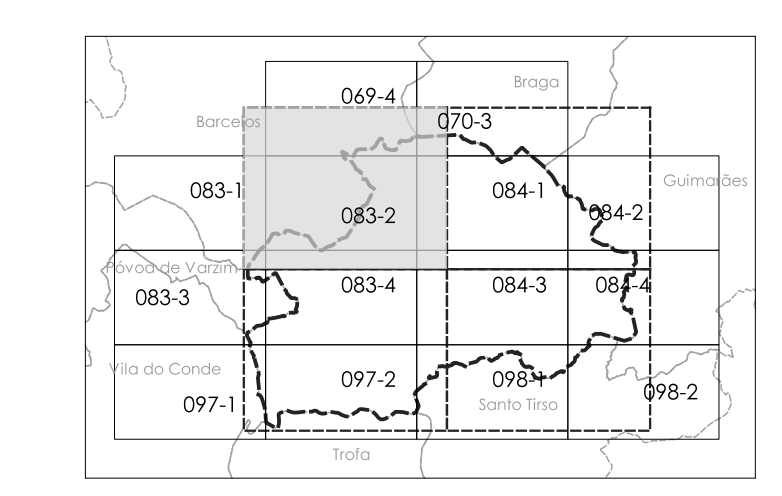 Braga
069-4
Barcelos
070-3
Guimarães
083-1
084-1
083-2
084-2
Póvoa de Varzim
083-4
084-3
084-4
083-3
Vila do Conde
097-2
098-1
098-2
097-1
Santo Tirso
Trofa